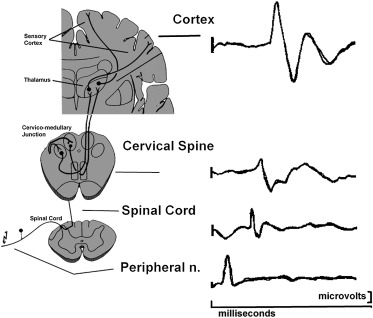 Cortex
Sensory
Cortex
Thalamus
Cervico-medullary
Junction
Cervical Spine
Spinal Cord
Spinal Cord
Peripheral n.
microvolts
milliseconds